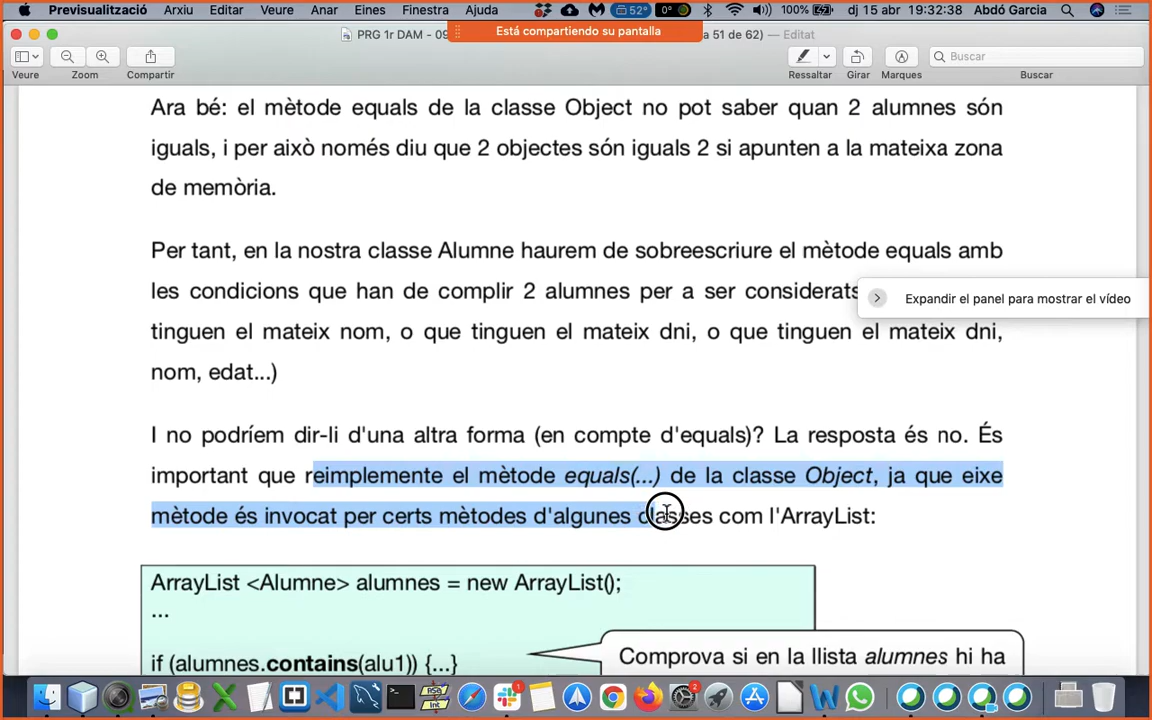 Previsualització Arxiu Editar Veure Anar Eines Finestra Ajuda 52° 0° 100% dj 15 abr 19:32:38 Abdó Garcia
Está compartiendo su pantalla
PRG 1r DAM - 09 a 51 de 62) — Editat
Buscar
Veure Zoom Compartir Ressaltar Girar Marques Buscar
Ara bé: el mètode equals de la classe Object no pot saber quan 2 alumnes són
iguals, i per això només diu que 2 objectes són iguals 2 si apunten a la mateixa zona
de memòria.
Per tant, en la nostra classe Alumne haurem de sobreescriure el mètode equals amb
les condicions que han de complir 2 alumnes per a ser considerats
Expandir el panel para mostrar el vídeo
tinguen el mateix nom, o que tinguen el mateix dni, o que tinguen el mateix dni,
nom, edat...)
I no podríem dir-li d'una altra forma (en compte d'equals)? La resposta és no. És
important que reimplemente el mètode equals(...) de la classe Object, ja que eixe
mètode és invocat per certs mètodes d'algunes classes com l'ArrayList:
ArrayList <Alumne> alumnes = new ArrayList();
...
if (alumnes.contains(alu1)) {...}
Comprova si en la llista alumnes hi ha